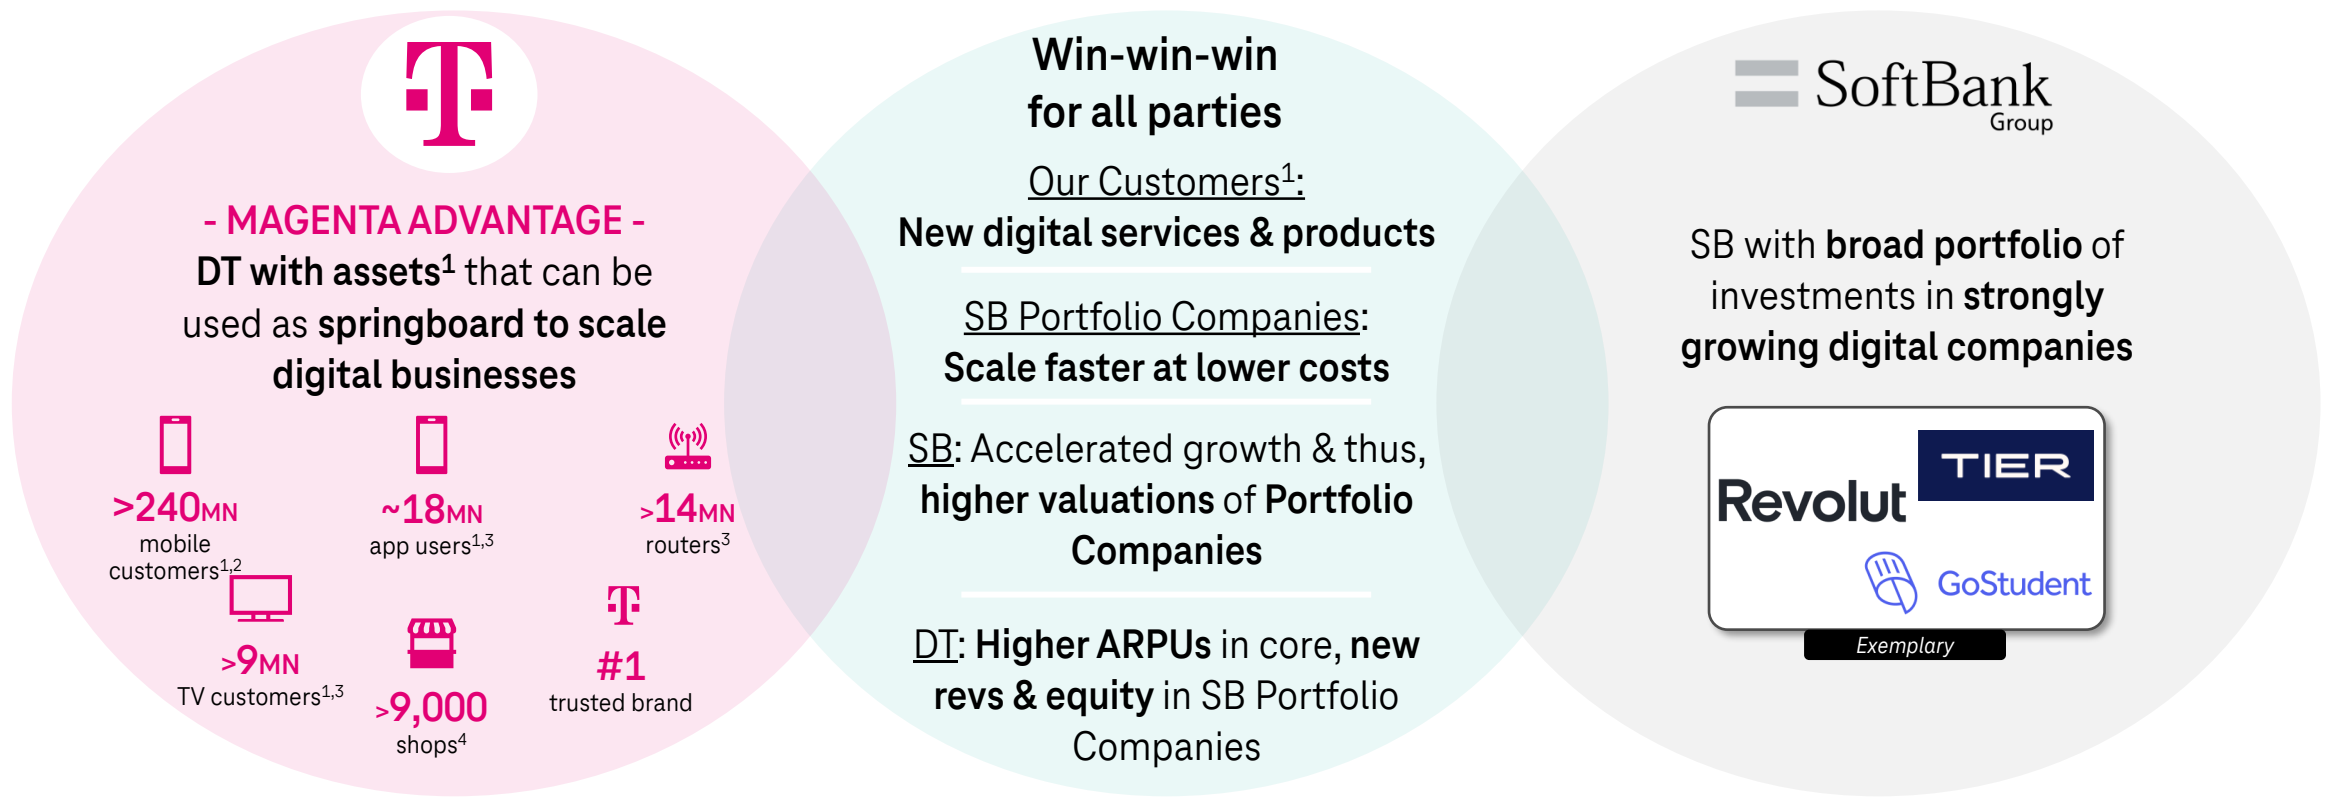 T
- MAGENTA ADVANTAGE -
DT with assets1 that can be
used as springboard to scale
digital businesses
>240MN
mobile
customers1,2
~18MN
app users1,3
>14MN
routers3
>9MN
TV customers1,3
>9,000
shops4
T
#1
trusted brand
Win-win-win
for all parties
Our Customers1:
New digital services & products
SB Portfolio Companies:
Scale faster at lower costs
SB: Accelerated growth & thus,
higher valuations of Portfolio
Companies
DT: Higher ARPUs in core, new
revs & equity in SB Portfolio
Companies
SoftBank
Group
SB with broad portfolio of
investments in strongly
growing digital companies
Revolut
TIER
GoStudent
Exemplary